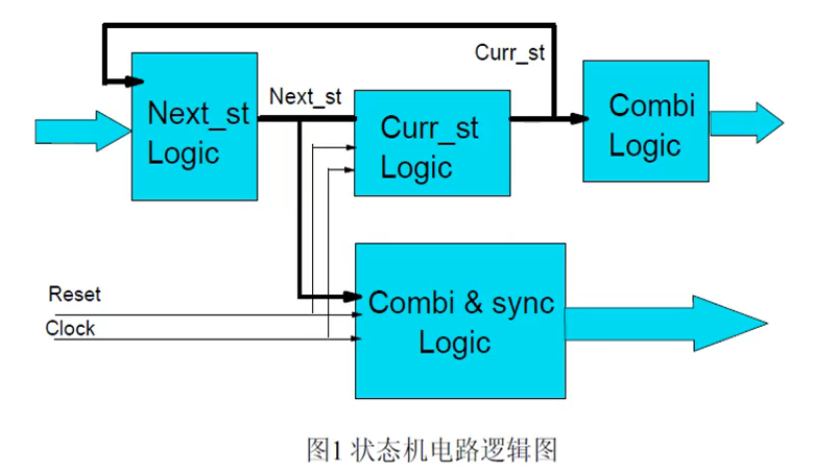 Curr_st
Next_st
Logic
Next_st
Curr_st
Logic
Combi
Logic
Reset
Clock
Combi & sync
Logic
图1 状态机电路逻辑图